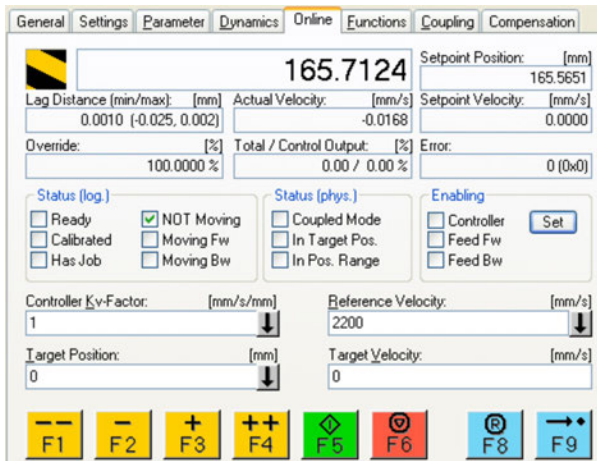 General Settings Parameter Dynamics Online Functions Coupling Compensation
165.7124
Setpoint Position: [mm]
165.5651
Lag Distance (min/max): [mm] Actual Velocity: [mm/s] Setpoint Velocity: [mm/s]
0.0010 (-0.025, 0.002) -0.0168 0.0000
Override: [%] Total / Control Output: [%] Error:
100.0000 % 0.00 / 0.00 % 0 (0x0)
Status (log.) Status (phys.) Enabling
Ready NOT Moving Coupled Mode Controller Set
Calibrated Moving Fw In Target Pos. Feed Fw
Has Job Moving Bw In Pos. Range Feed Bw
Controller Kv-Factor: [mm/s/mm] Reference Velocity: [mm/s]
1 2200
Target Position: [mm] Target Velocity: [mm/s]
0 0
-- - + ++ R
F1 F2 F3 F4 F5 F6 F8 F9